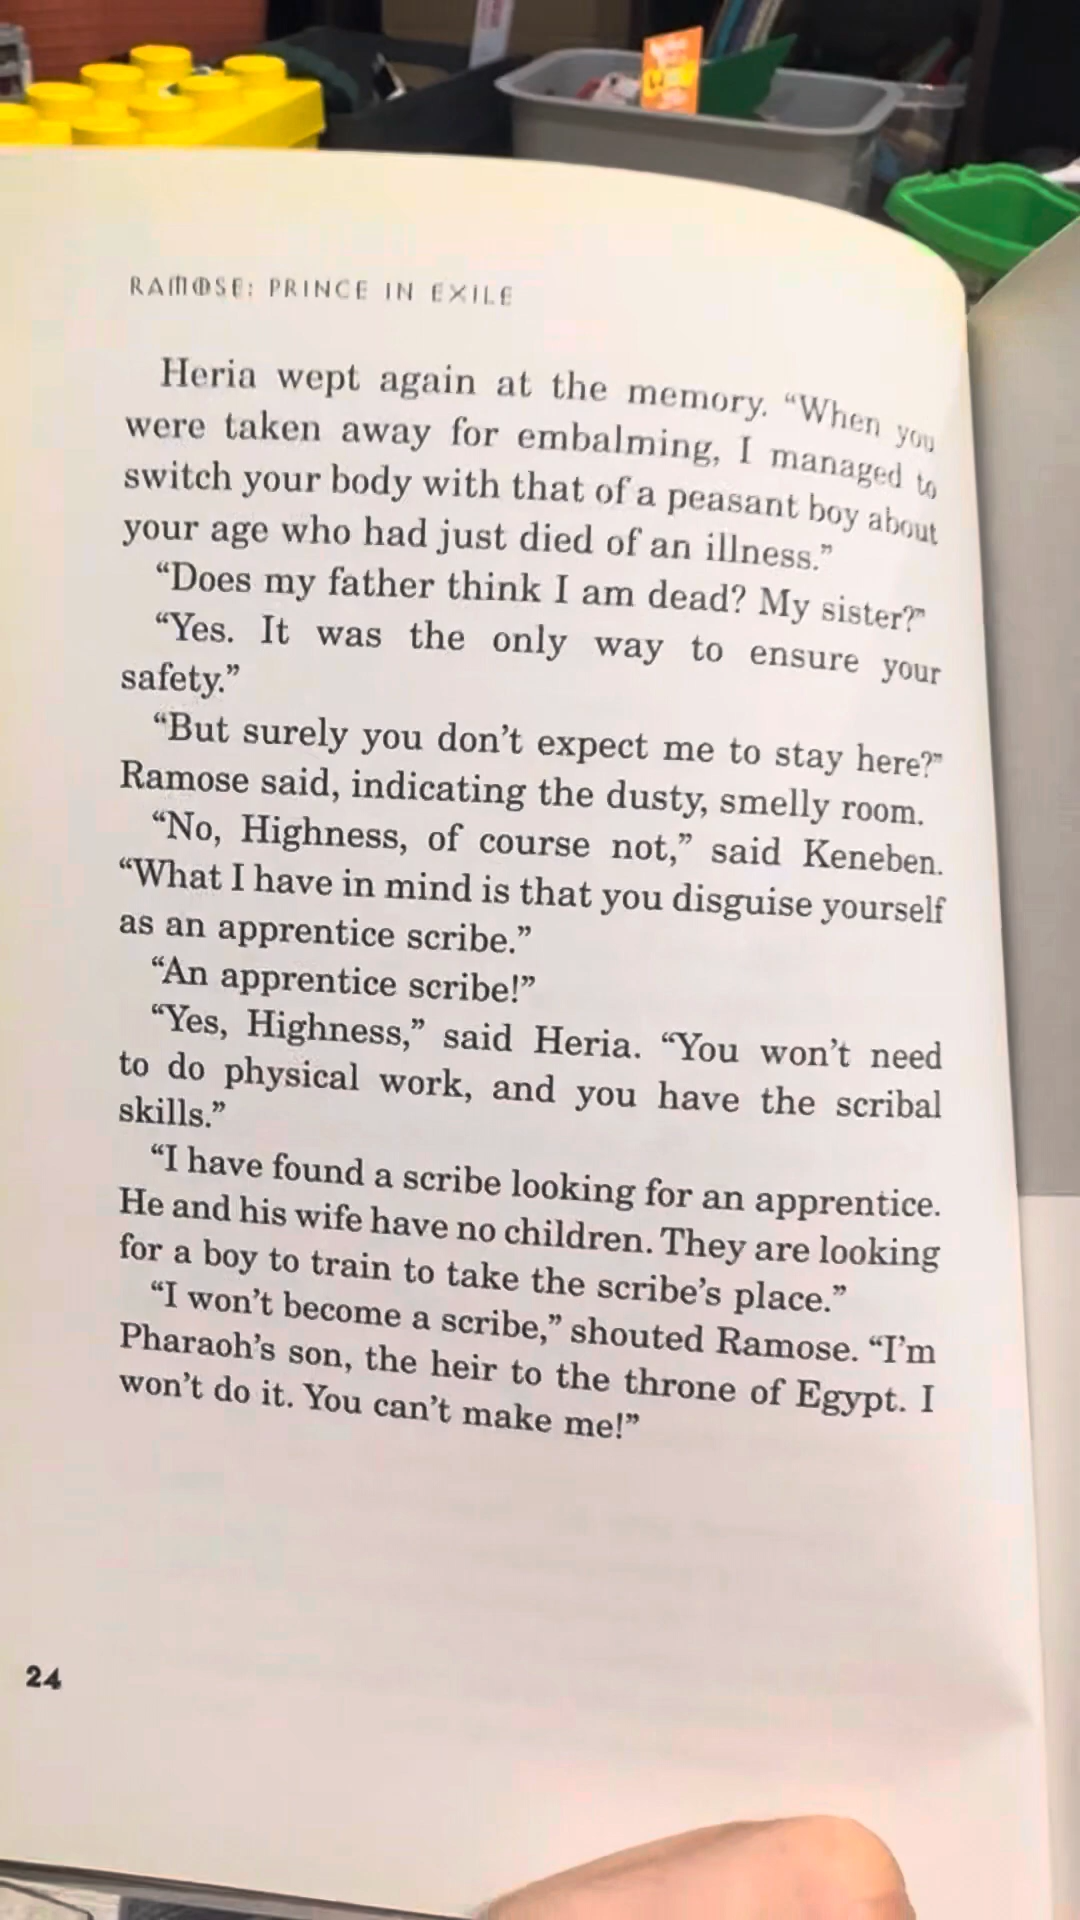 RAMOSE: PRINCE IN EXILE
Heria wept again at the memory. “When you
were taken away for embalming, I managed to
switch your body with that of a peasant boy about
your age who had just died of an illness.”
“Does my father think I am dead? My sister?”
“Yes. It was the only way to ensure your
safety.”
“But surely you don’t expect me to stay here?”
Ramose said, indicating the dusty, smelly room.
“No, Highness, of course not,” said Keneben.
“What I have in mind is that you disguise yourself
as an apprentice scribe.”
“An apprentice scribe!”
“Yes, Highness,” said Heria. “You won’t need
to do physical work, and you have the scribal
skills.”
“I have found a scribe looking for an apprentice.
He and his wife have no children. They are looking
for a boy to train to take the scribe’s place.”
“I won’t become a scribe,” shouted Ramose. “I’m
Pharaoh’s son, the heir to the throne of Egypt. I
won’t do it. You can’t make me!”
24